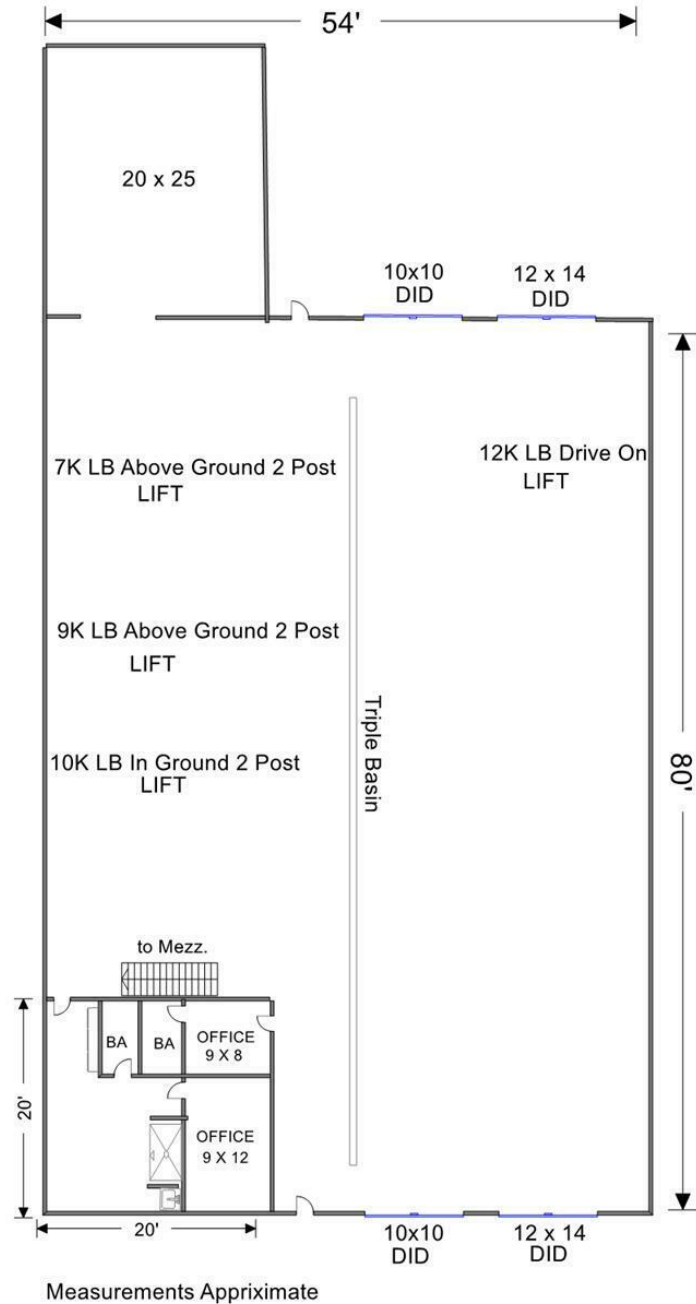 54'
20 x 25
10x10
DID
12 x 14
DID
7K LB Above Ground 2 Post
LIFT
12K LB Drive On
LIFT
9K LB Above Ground 2 Post
LIFT
Triple Basin
10K LB In Ground 2 Post
LIFT
80'
to Mezz.
BA
BA
OFFICE
9 X 8
20'
OFFICE
9 X 12
20'
10x10
DID
12 x 14
DID
Measurements Appriximate